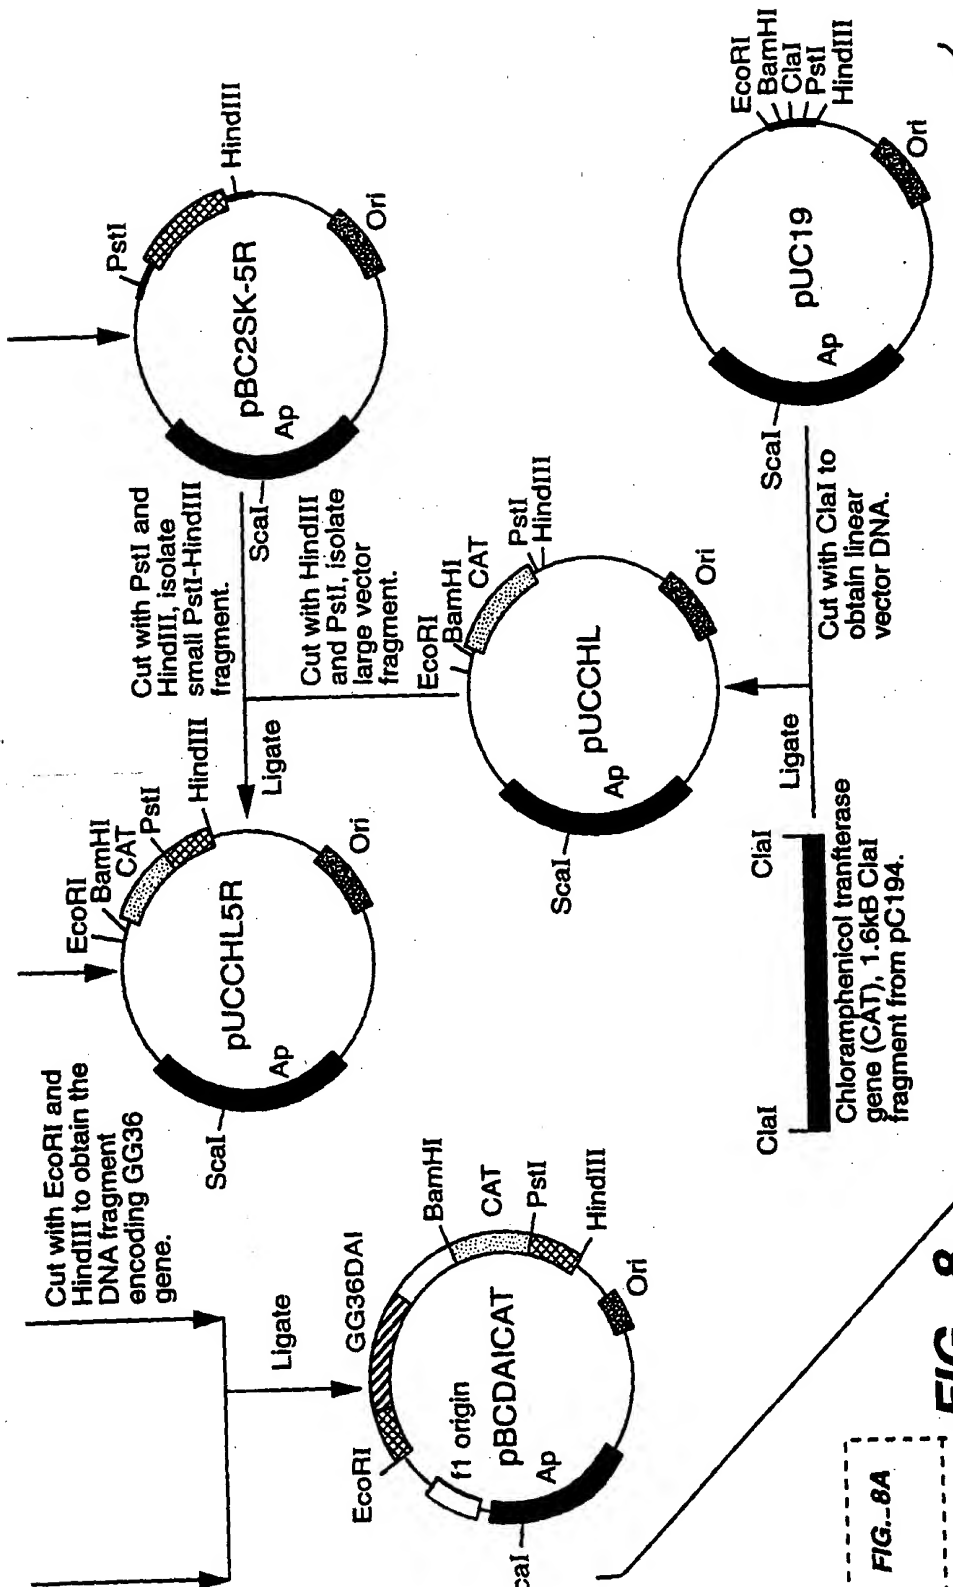 Cut with EcoRI and
HindIII to obtain the
DNA fragment
encoding GG36
gene.
Ligate
GG36DAI
EcoRI
f1 origin
BamHI
CAT
PstI
HindIII
Ori
pBCDAICAT
Ap
EcoRI
BamHI
CAT
PstI
HindIII
pUCCHL5R
Ori
Ap
ScaI
Ligate
Cut with PstI and
HindIII, isolate
small PstI-HindIII
fragment.
Cut with HindIII
and PstI, isolate
large vector
fragment.
PstI
HindIII
pBC2SK-5R
Ori
Ap
ScaI
EcoRI
BamHI
CAT
PstI
HindIII
pUCCHL
Ori
Ap
ScaI
Ligate
Cut with ClaI to
obtain linear
vector DNA.
ClaI
ClaI
Chloramphenicol tranfterase
gene (CAT), 1.6kB ClaI
fragment from pC194.
EcoRI
BamHI
ClaI
PstI
HindIII
pUC19
Ori
Ap
ScaI
FIG._8A